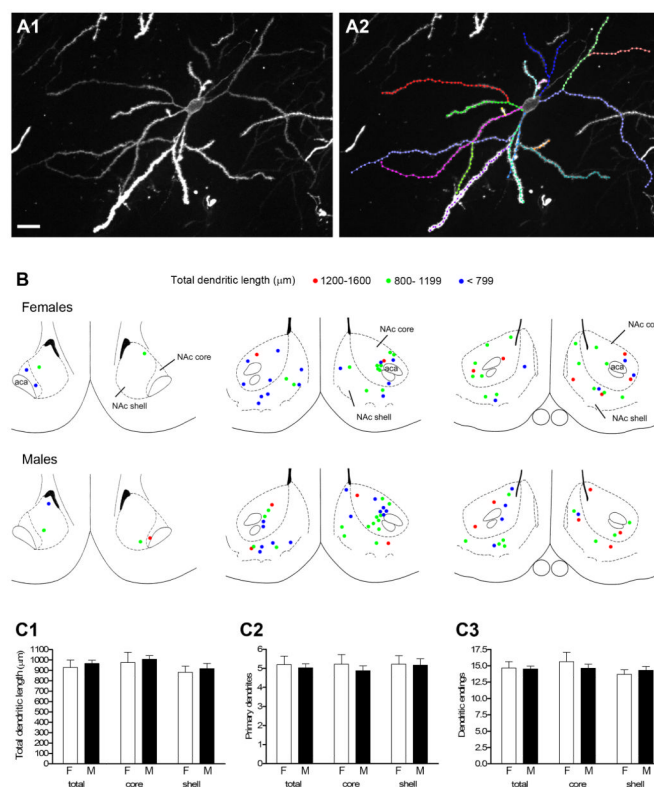 A1
A2
B
Total dendritic length (μm) 1200-1600 800- 1199 < 799
Females
NAc core
NAc core
NAc core
aca
aca
aca
NAc shell
NAc shell
NAc shell
Males
C1
C2
C3
Total dendritic length (μm)
1100
1000
900
800
700
600
500
400
300
200
100
0
F M F M F M
total core shell
Primary dendrites
6
5
4
3
2
1
0
F M F M F M
total core shell
Dendritic endings
17.5
15.0
12.5
10.0
7.5
5.0
2.5
0.0
F M F M F M
total core shell